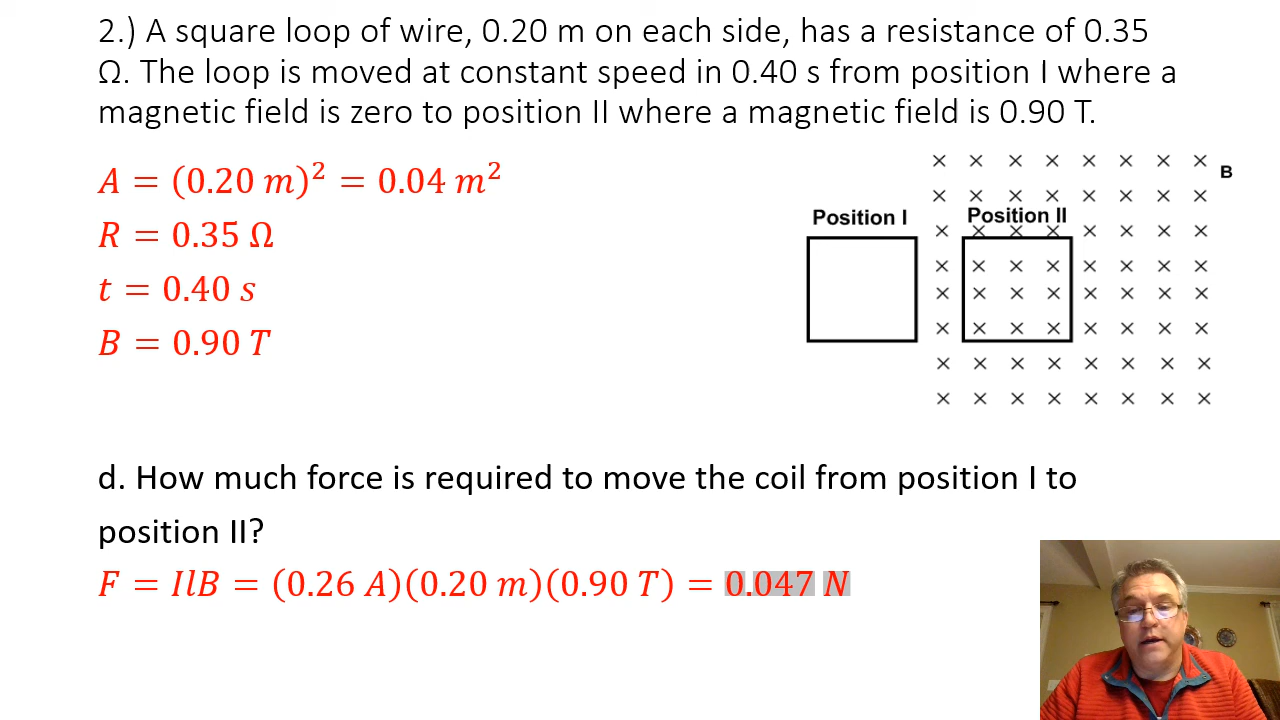 2.) A square loop of wire, 0.20 m on each side, has a resistance of 0.35
Ω. The loop is moved at constant speed in 0.40 s from position I where a
magnetic field is zero to position II where a magnetic field is 0.90 T.
A = (0.20 m)² = 0.04 m²
R = 0.35 Ω
t = 0.40 s
B = 0.90 T
B
Position I
Position II
d. How much force is required to move the coil from position I to
position II?
F = IlB = (0.26 A)(0.20 m)(0.90 T) = 0.047 N